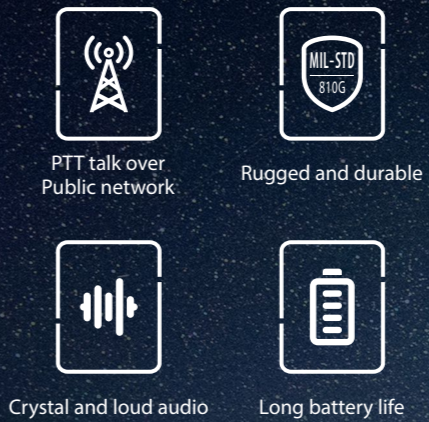 MIL-STD
810G
PTT talk over
Public network
Rugged and durable
Crystal and loud audio
Long battery life